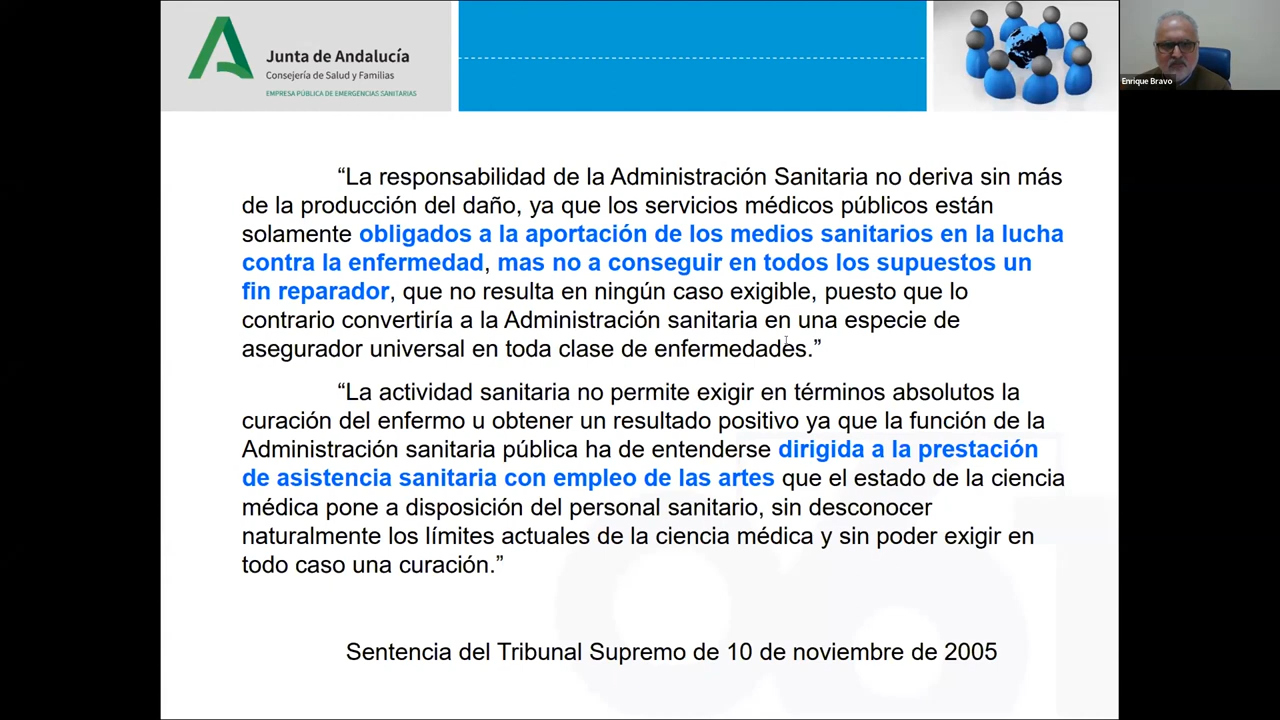 Junta de Andalucía
Consejería de Salud y Familias
EMPRESA PÚBLICA DE EMERGENCIAS SANITARIAS
Enrique Bravo
“La responsabilidad de la Administración Sanitaria no deriva sin más
de la producción del daño, ya que los servicios médicos públicos están
solamente obligados a la aportación de los medios sanitarios en la lucha
contra la enfermedad, mas no a conseguir en todos los supuestos un
fin reparador, que no resulta en ningún caso exigible, puesto que lo
contrario convertiría a la Administración sanitaria en una especie de
asegurador universal en toda clase de enfermedades.”
“La actividad sanitaria no permite exigir en términos absolutos la
curación del enfermo u obtener un resultado positivo ya que la función de la
Administración sanitaria pública ha de entenderse dirigida a la prestación
de asistencia sanitaria con empleo de las artes que el estado de la ciencia
médica pone a disposición del personal sanitario, sin desconocer
naturalmente los límites actuales de la ciencia médica y sin poder exigir en
todo caso una curación.”
Sentencia del Tribunal Supremo de 10 de noviembre de 2005